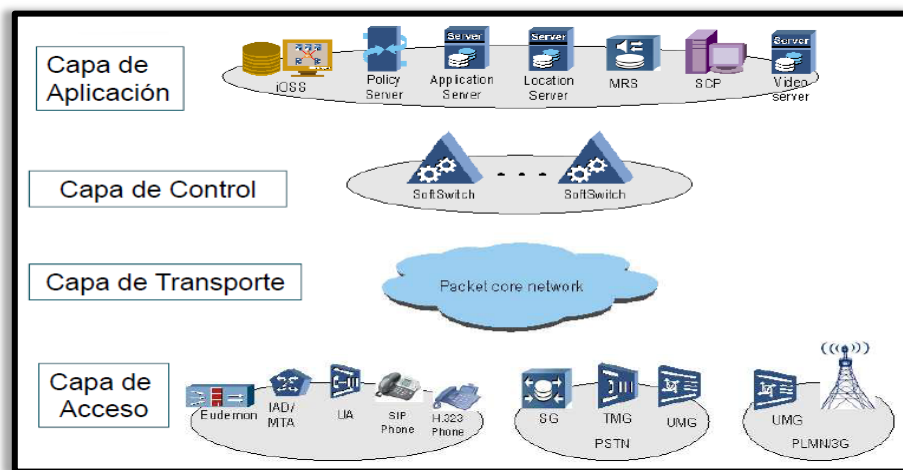 Capa de
Aplicación
iOSS
Policy
Server
Server
Application
Server
Server
Location
Server
MRS
SCP
Server
Video
server
Capa de Control
SoftSwitch
SoftSwitch
Capa de Transporte
Packet core network
Capa de
Acceso
Eudemon
IAD/
MTA
UA
SIP
Phone
H.323
Phone
SG
TMG
UMG
PSTN
UMG
PLMN/3G